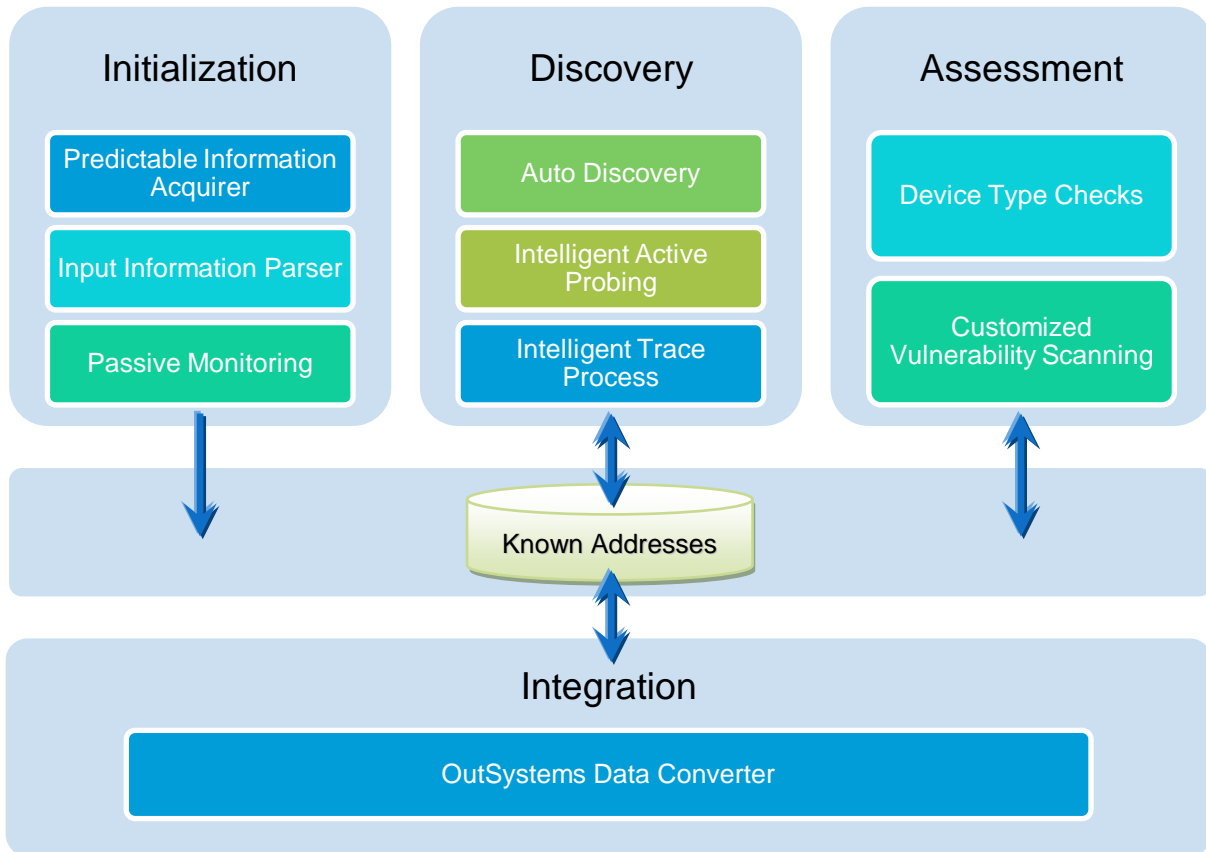 Initialization
Predictable Information
Acquirer
Input Information Parser
Passive Monitoring
Discovery
Auto Discovery
Intelligent Active
Probing
Intelligent Trace
Process
Assessment
Device Type Checks
Customized
Vulnerability Scanning
Known Addresses
Integration
OutSystems Data Converter